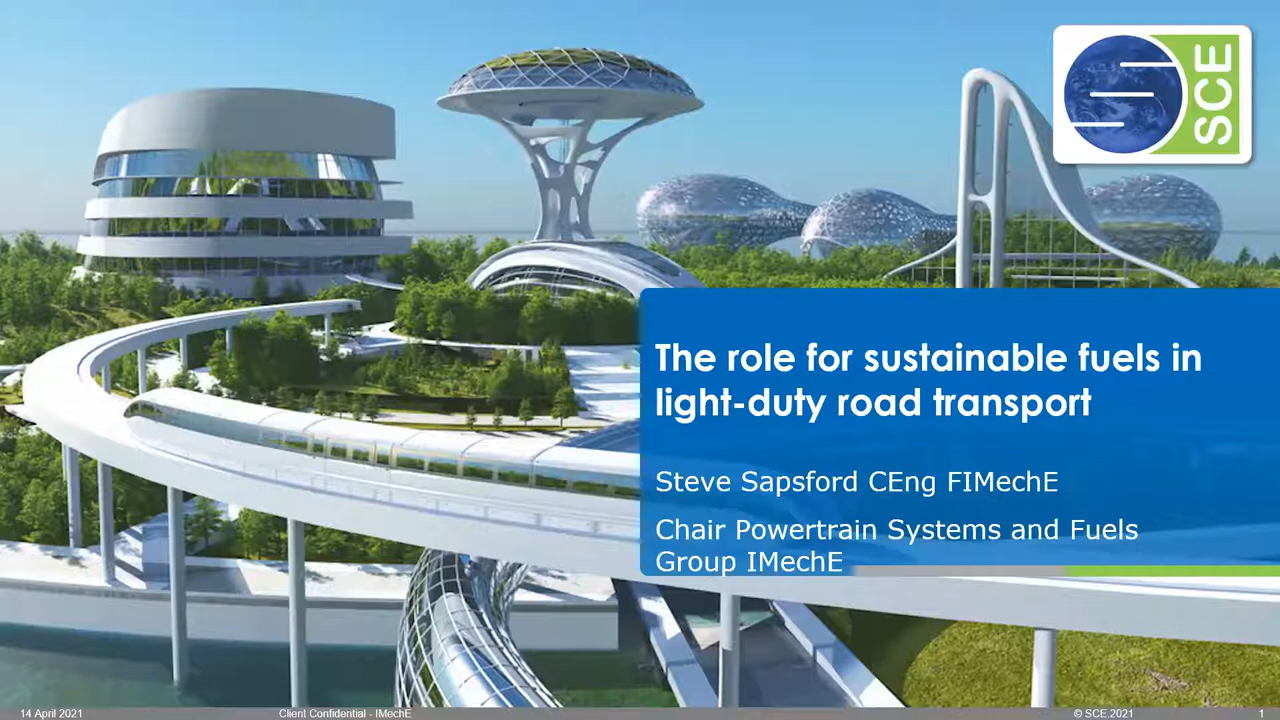 SCE
The role for sustainable fuels in
light-duty road transport
Steve Sapsford CEng FIMechE
Chair Powertrain Systems and Fuels
Group IMechE
14 April 2021
Client Confidential - IMechE
© SCE.2021
1